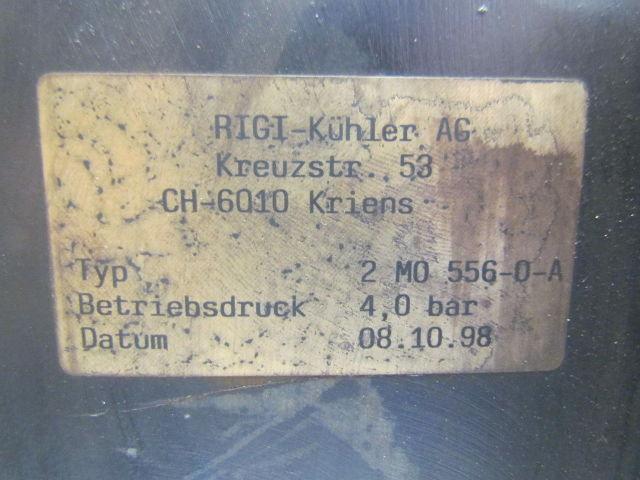 RIGI-Kühler AG
Kreuzstr. 53
CH-6010 Kriens
Typ 2 MO 556-0-A
Betriebsdruck 4,0 bar
Datum 08.10.98